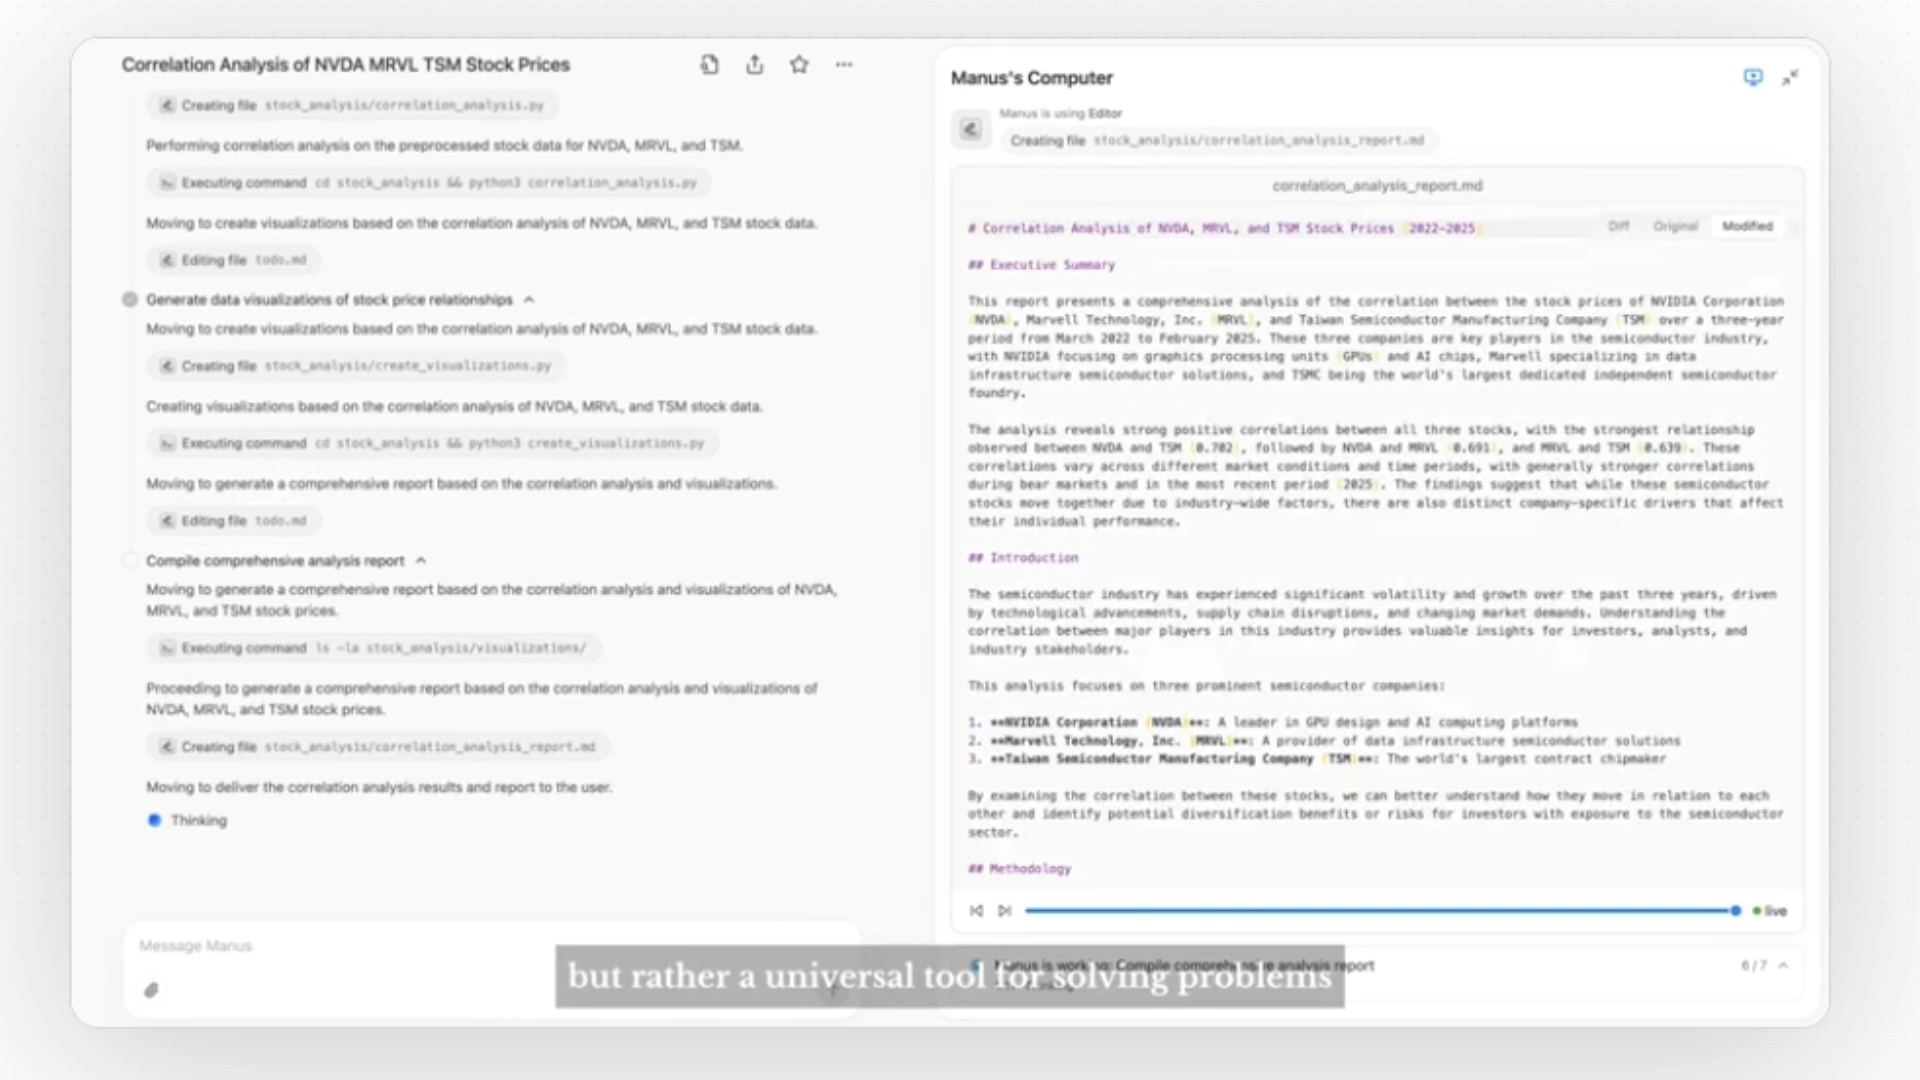 Correlation Analysis of NVDA MRVL TSM Stock Prices
Creating file stock_analysis/correlation_analysis.py
Performing correlation analysis on the preprocessed stock data for NVDA, MRVL, and TSM.
Executing command cd stock_analysis && python3 correlation_analysis.py
Moving to create visualizations based on the correlation analysis of NVDA, MRVL, and TSM stock data.
Editing file todo.md
Generate data visualizations of stock price relationships
Moving to create visualizations based on the correlation analysis of NVDA, MRVL, and TSM stock data.
Creating file stock_analysis/create_visualizations.py
Creating visualizations based on the correlation analysis of NVDA, MRVL, and TSM stock data.
Executing command cd stock_analysis && python3 create_visualizations.py
Moving to generate a comprehensive report based on the correlation analysis and visualizations.
Editing file todo.md
Compile comprehensive analysis report
Moving to generate a comprehensive report based on the correlation analysis and visualizations of NVDA,
MRVL, and TSM stock prices.
Executing command ls -la stock_analysis/visualizations/
Proceeding to generate a comprehensive report based on the correlation analysis and visualizations of
NVDA, MRVL, and TSM stock prices.
Creating file stock_analysis/correlation_analysis_report.md
Moving to deliver the correlation analysis results and report to the user.
Thinking
Message Manus
Manus's Computer
Manus is using Editor
Creating file stock_analysis/correlation_analysis_report.md
correlation_analysis_report.md
Diff Original Modified
# Correlation Analysis of NVDA, MRVL, and TSM Stock Prices (2022-2025)
## Executive Summary
This report presents a comprehensive analysis of the correlation between the stock prices of NVIDIA Corporation
(NVDA), Marvell Technology, Inc. (MRVL), and Taiwan Semiconductor Manufacturing Company (TSM) over a three-year
period from March 2022 to February 2025. These three companies are key players in the semiconductor industry,
with NVIDIA focusing on graphics processing units (GPUs) and AI chips, Marvell specializing in data
infrastructure semiconductor solutions, and TSMC being the world's largest dedicated independent semiconductor
foundry.
The analysis reveals strong positive correlations between all three stocks, with the strongest relationship
observed between NVDA and TSM (0.702), followed by NVDA and MRVL (0.691), and MRVL and TSM (0.639). These
correlations vary across different market conditions and time periods, with generally stronger correlations
during bear markets and in the most recent period (2025). The findings suggest that while these semiconductor
stocks move together due to industry-wide factors, there are also distinct company-specific drivers that affect
their individual performance.
## Introduction
The semiconductor industry has experienced significant volatility and growth over the past three years, driven
by technological advancements, supply chain disruptions, and changing market demands. Understanding the
correlation between major players in this industry provides valuable insights for investors, analysts, and
industry stakeholders.
This analysis focuses on three prominent semiconductor companies:
1. **NVIDIA Corporation (NVDA)**: A leader in GPU design and AI computing platforms
2. **Marvell Technology, Inc. (MRVL)**: A provider of data infrastructure semiconductor solutions
3. **Taiwan Semiconductor Manufacturing Company (TSM)**: The world's largest contract chipmaker
By examining the correlation between these stocks, we can better understand how they move in relation to each
other and identify potential diversification benefits or risks for investors with exposure to the semiconductor
sector.
## Methodology
live
Manus is working: Compile comprehensive analysis report 6/7
but rather a universal tool for solving problems